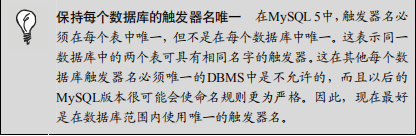 保持每个数据库的触发器名唯一 在MySQL 5中，触发器名必
须在每个表中唯一，但不是在每个数据库中唯一。这表示同一
数据库中的两个表可具有相同名字的触发器。这在其他每个数
据库触发器名必须唯一的DBMS中是不允许的，而且以后的
MySQL版本很可能会使命名规则更为严格。因此，现在最好
是在数据库范围内使用唯一的触发器名。